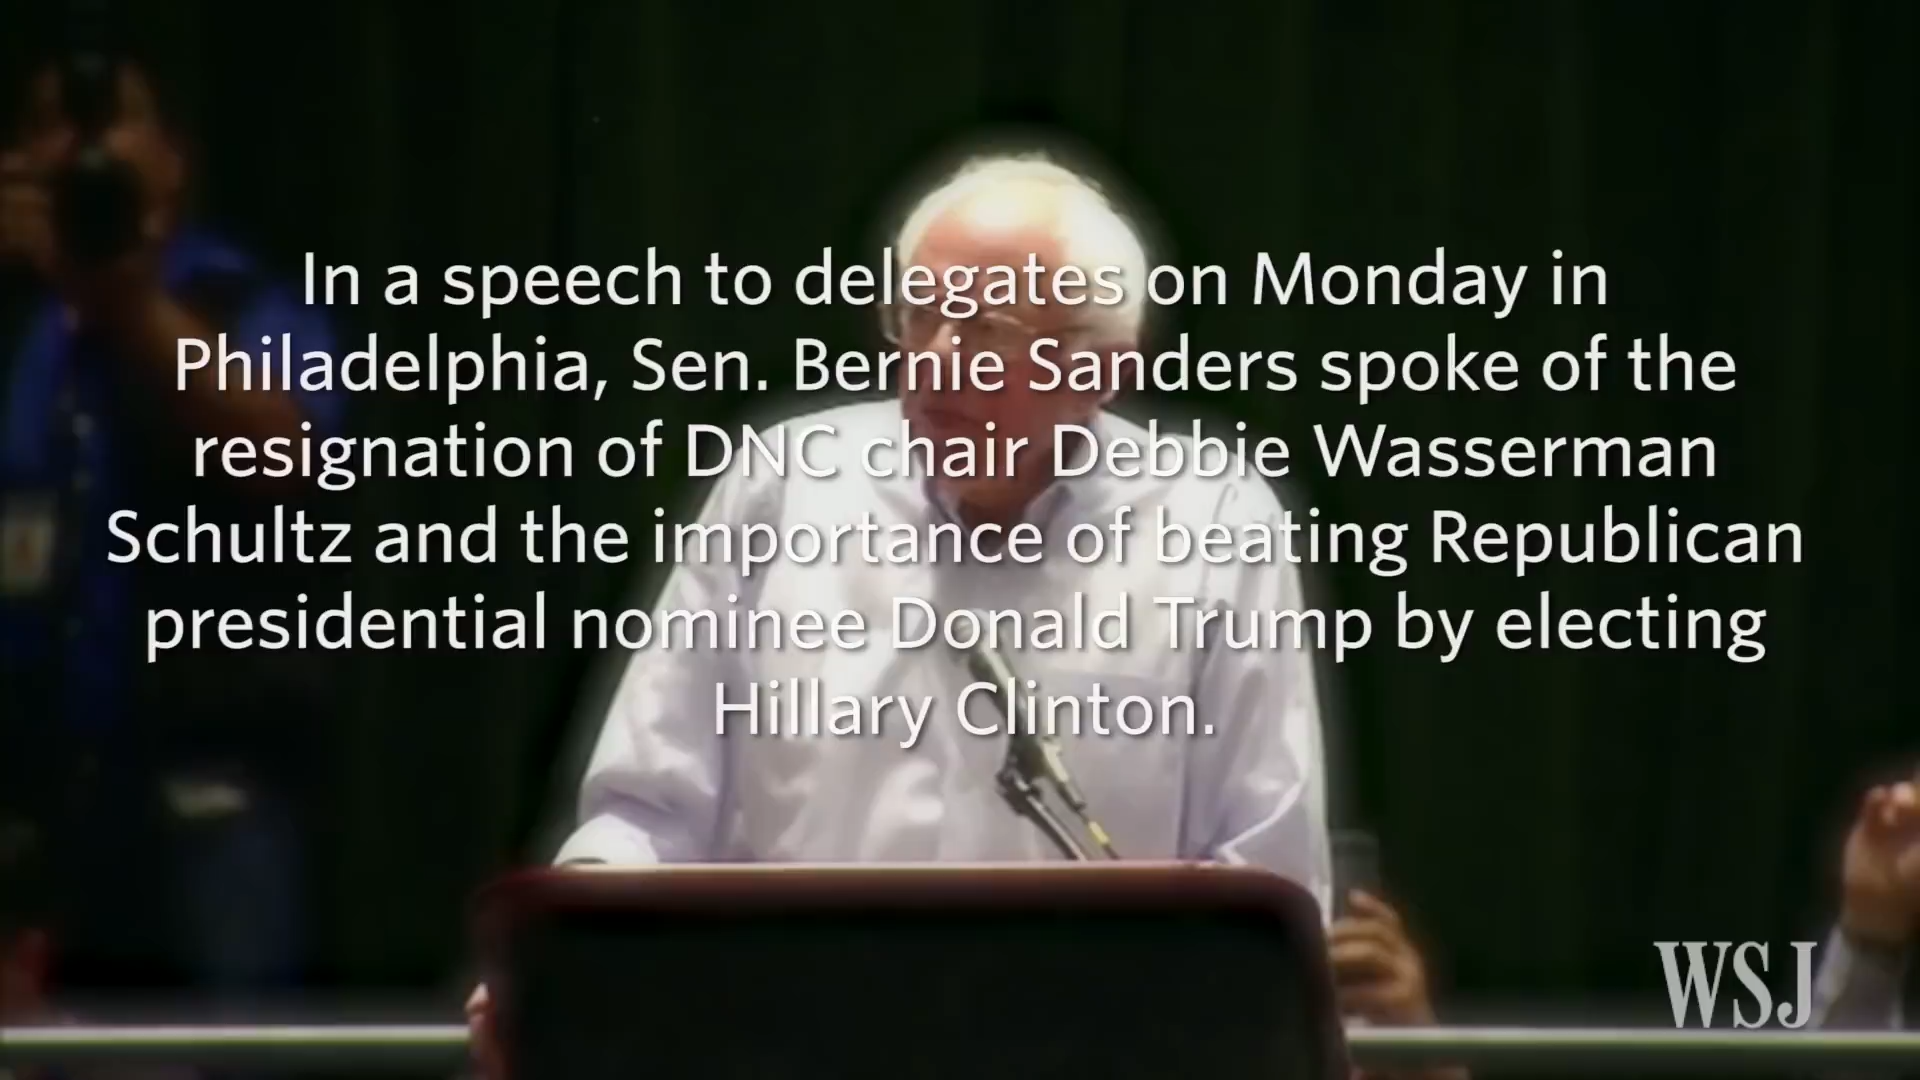 In a speech to delegates on Monday in
Philadelphia, Sen. Bernie Sanders spoke of the
resignation of DNC chair Debbie Wasserman
Schultz and the importance of beating Republican
presidential nominee Donald Trump by electing
Hillary Clinton.
WSJ